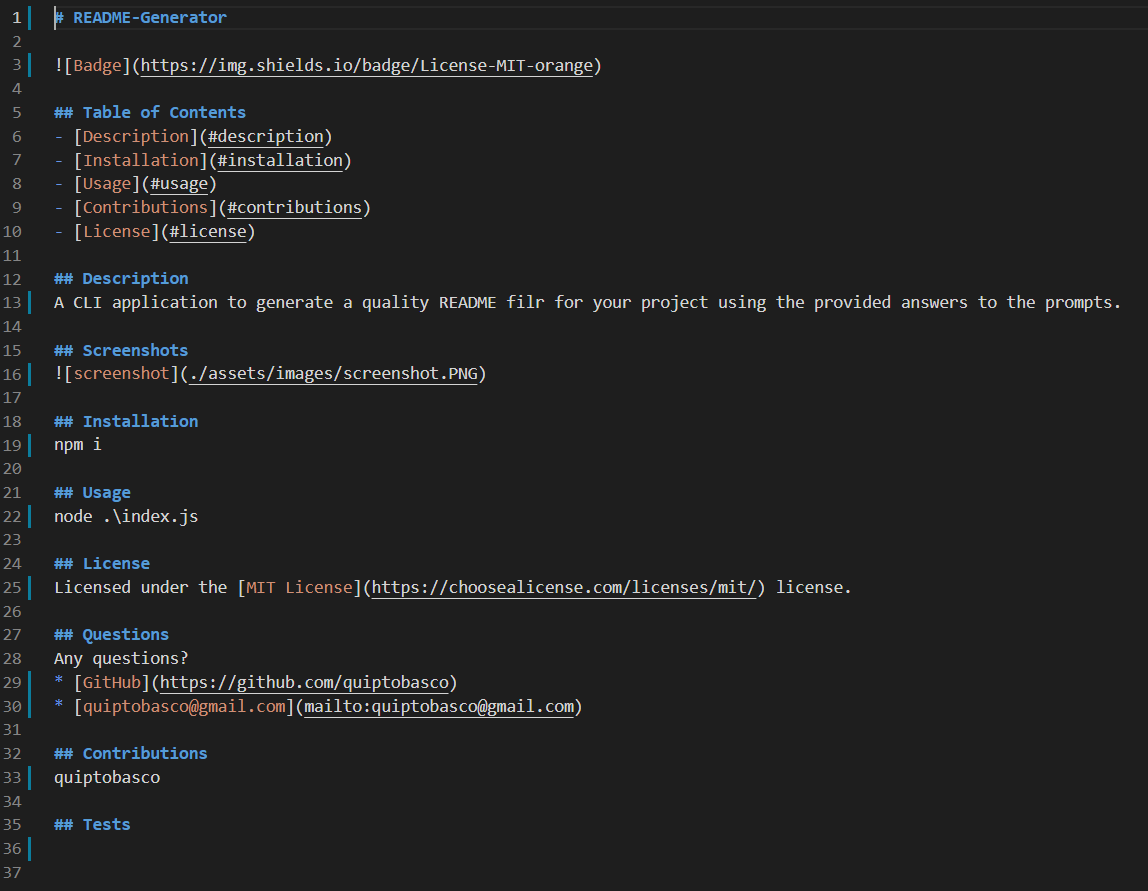 1 # README-Generator
2
3 ![Badge](https://img.shields.io/badge/License-MIT-orange)
4
5 ## Table of Contents
6 - [Description](#description)
7 - [Installation](#installation)
8 - [Usage](#usage)
9 - [Contributions](#contributions)
10 - [License](#license)
11
12 ## Description
13 A CLI application to generate a quality README filr for your project using the provided answers to the prompts.
14
15 ## Screenshots
16 ![screenshot](./assets/images/screenshot.PNG)
17
18 ## Installation
19 npm i
20
21 ## Usage
22 node .\index.js
23
24 ## License
25 Licensed under the [MIT License](https://choosealicense.com/licenses/mit/) license.
26
27 ## Questions
28 Any questions?
29 * [GitHub](https://github.com/quiptobasco)
30 * [quiptobasco@gmail.com](mailto:quiptobasco@gmail.com)
31
32 ## Contributions
33 quiptobasco
34
35 ## Tests
36
37